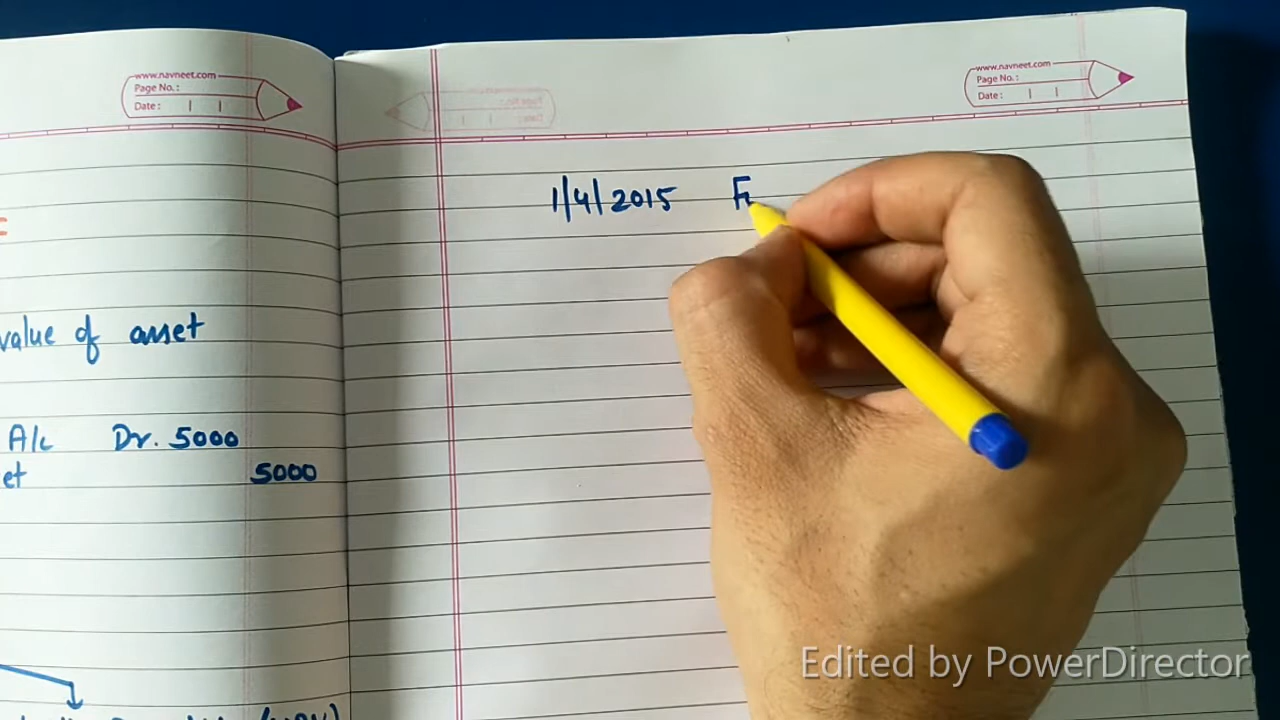 www.navneet.com
Page No. :
Date :
value of asset
A/c Dr. 5000
5000
www.navneet.com
Page No. :
Date :
1/4/2015 F
Edited by PowerDirector